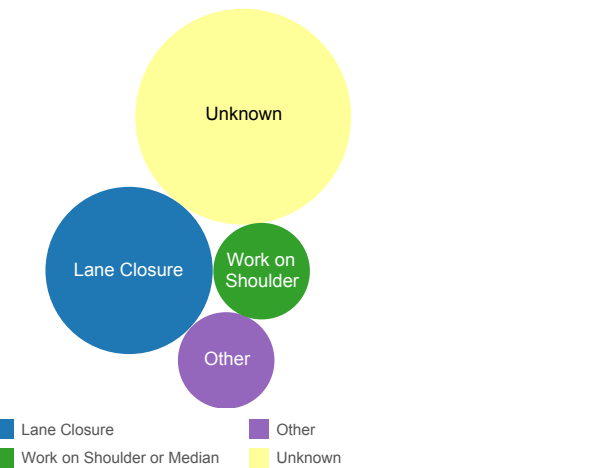 Unknown
Lane Closure
Work on
Shoulder
Other
Lane Closure
Other
Work on Shoulder or Median
Unknown